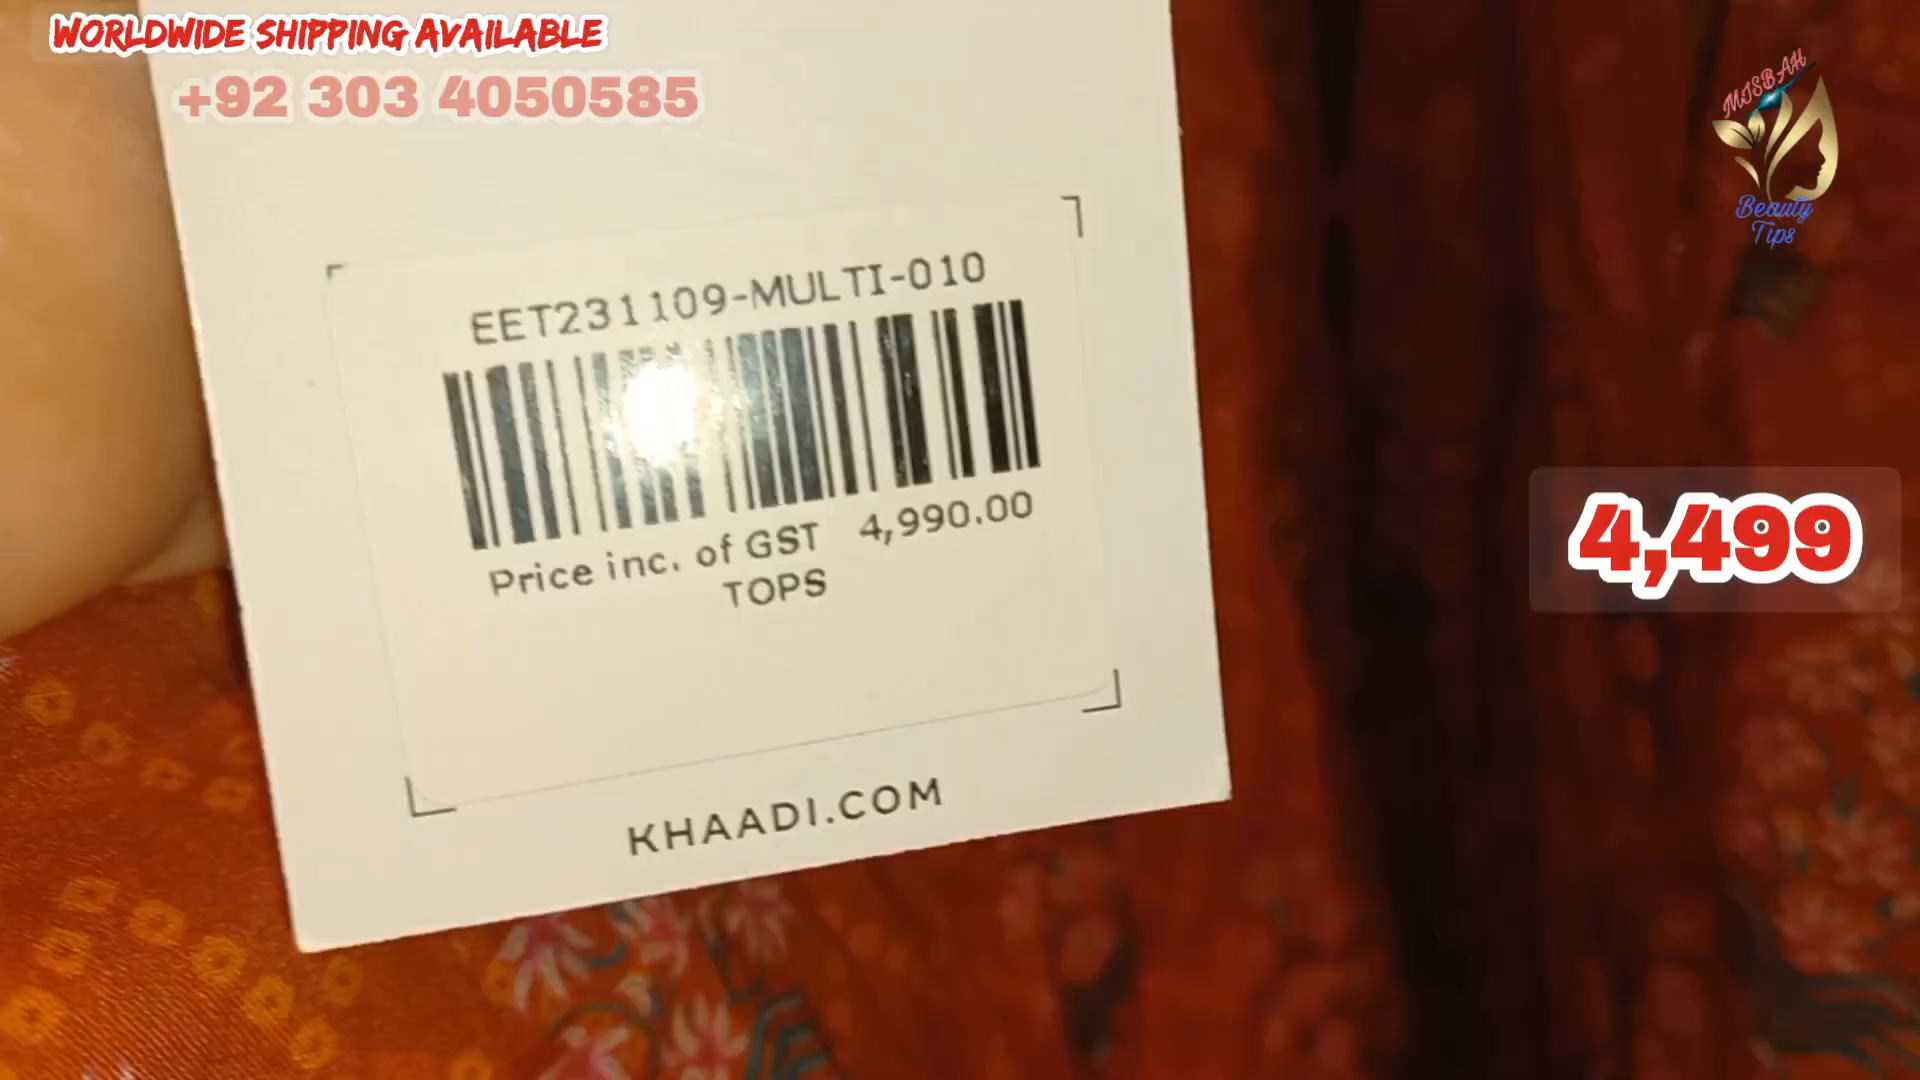 WORLDWIDE SHIPPING AVAILABLE
+92 303 4050585
MISBAH
Beauty
Tips
EET231109-MULTI-010
Price inc. of GST 4,990.00
TOPS
4,499
KHAADI.COM